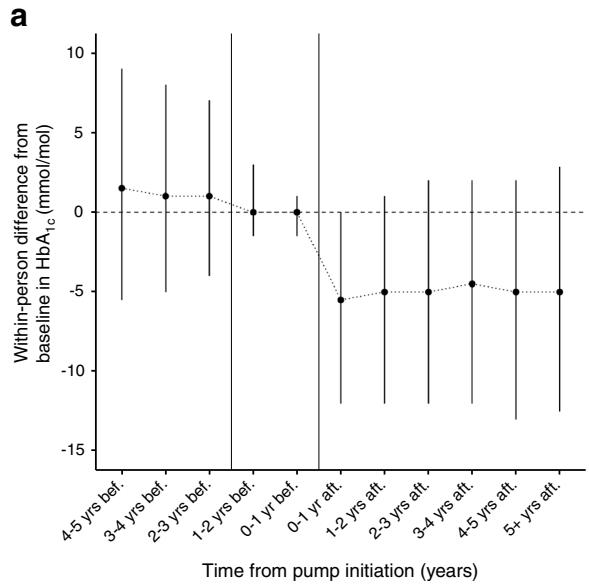 a
Within-person difference from
baseline in HbA1c (mmol/mol)
10
5
0
-5
-10
-15
4-5 yrs bef.
3-4 yrs bef.
2-3 yrs bef.
1-2 yrs bef.
0-1 yr bef.
0-1 yr aft.
1-2 yrs aft.
2-3 yrs aft.
3-4 yrs aft.
4-5 yrs aft.
5+ yrs aft.
Time from pump initiation (years)